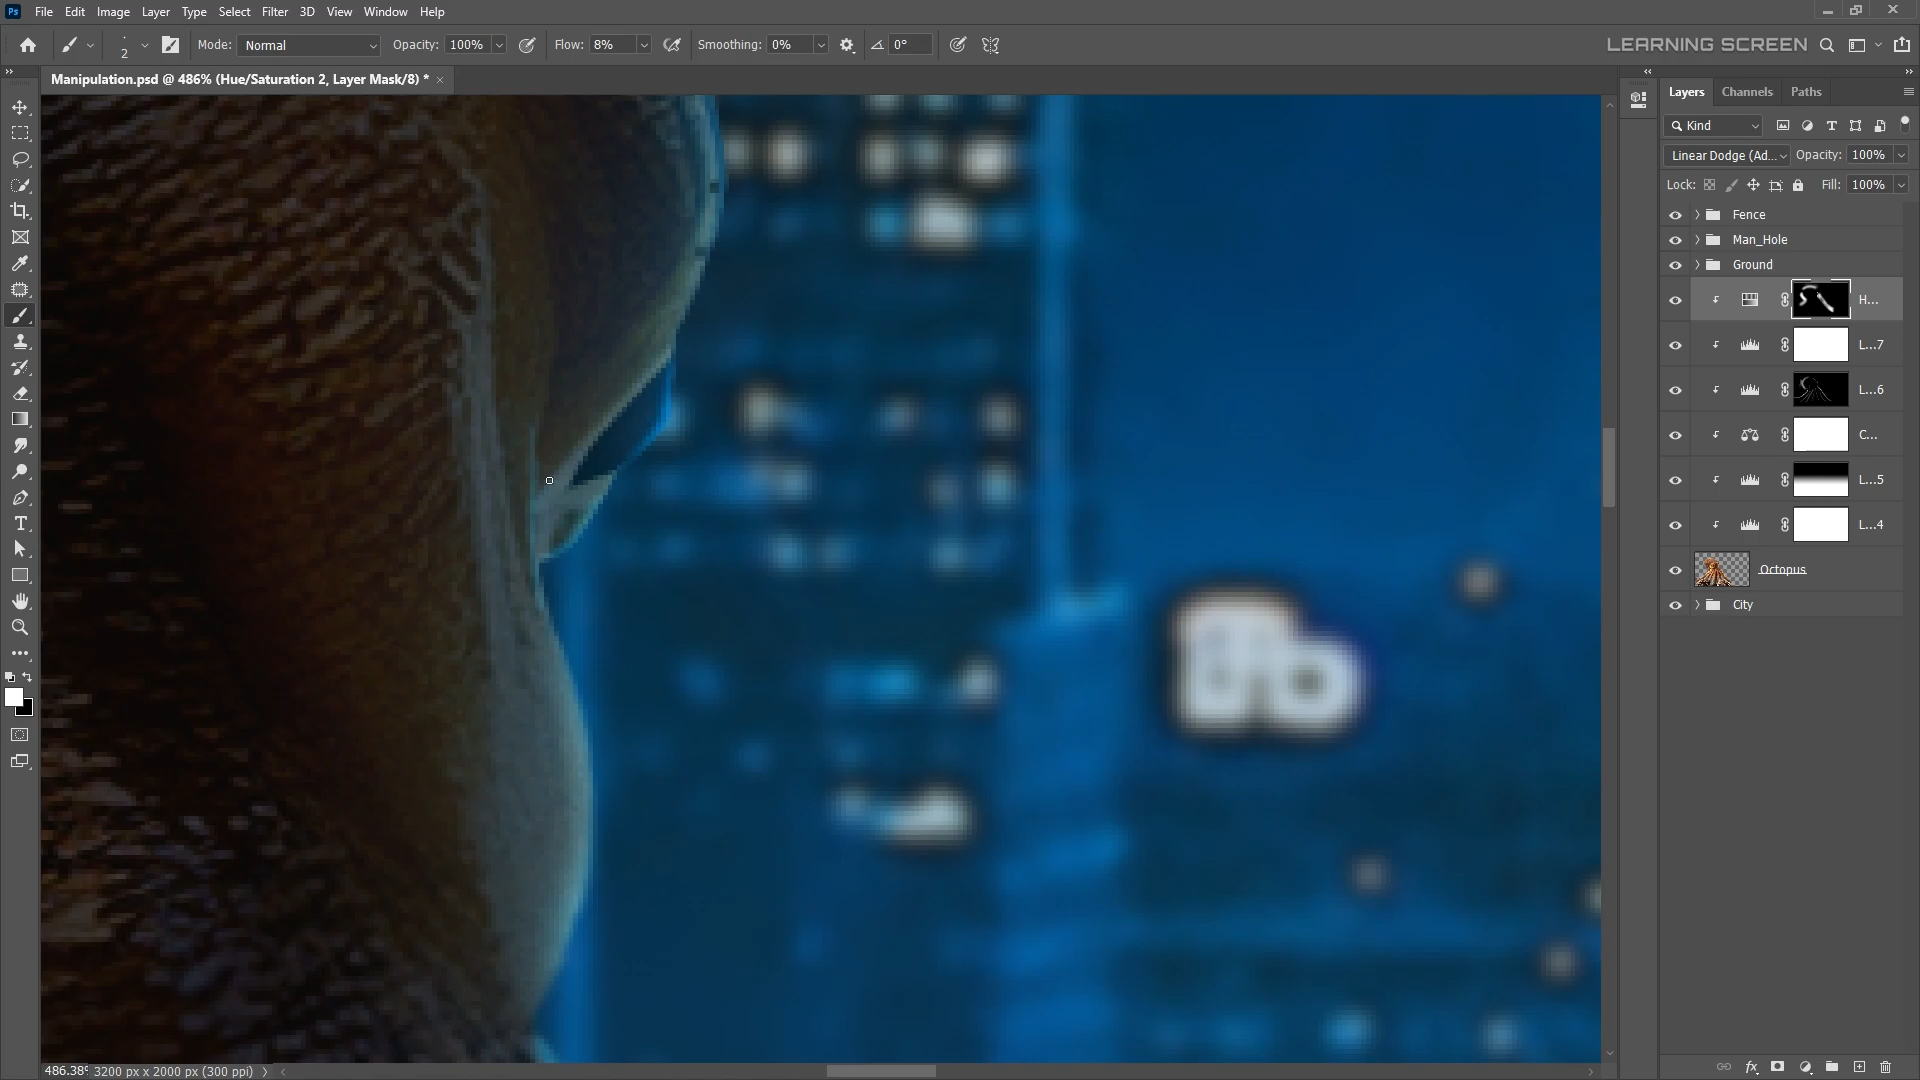 Ps File Edit Image Layer Type Select Filter 3D View Window Help
2 Mode: Normal Opacity: 100% Flow: 8% Smoothing: 0% 0° LEARNING SCREEN
Manipulation.psd @ 486% (Hue/Saturation 2, Layer Mask/8) * ×
Layers Channels Paths
Kind
Linear Dodge (Ad... Opacity: 100%
Lock: Fill: 100%
Fence
Man_Hole
Ground
H...
L...7
L...6
C...
L...5
L...4
Octopus
City
486.38% 3200 px x 2000 px (300 ppi)